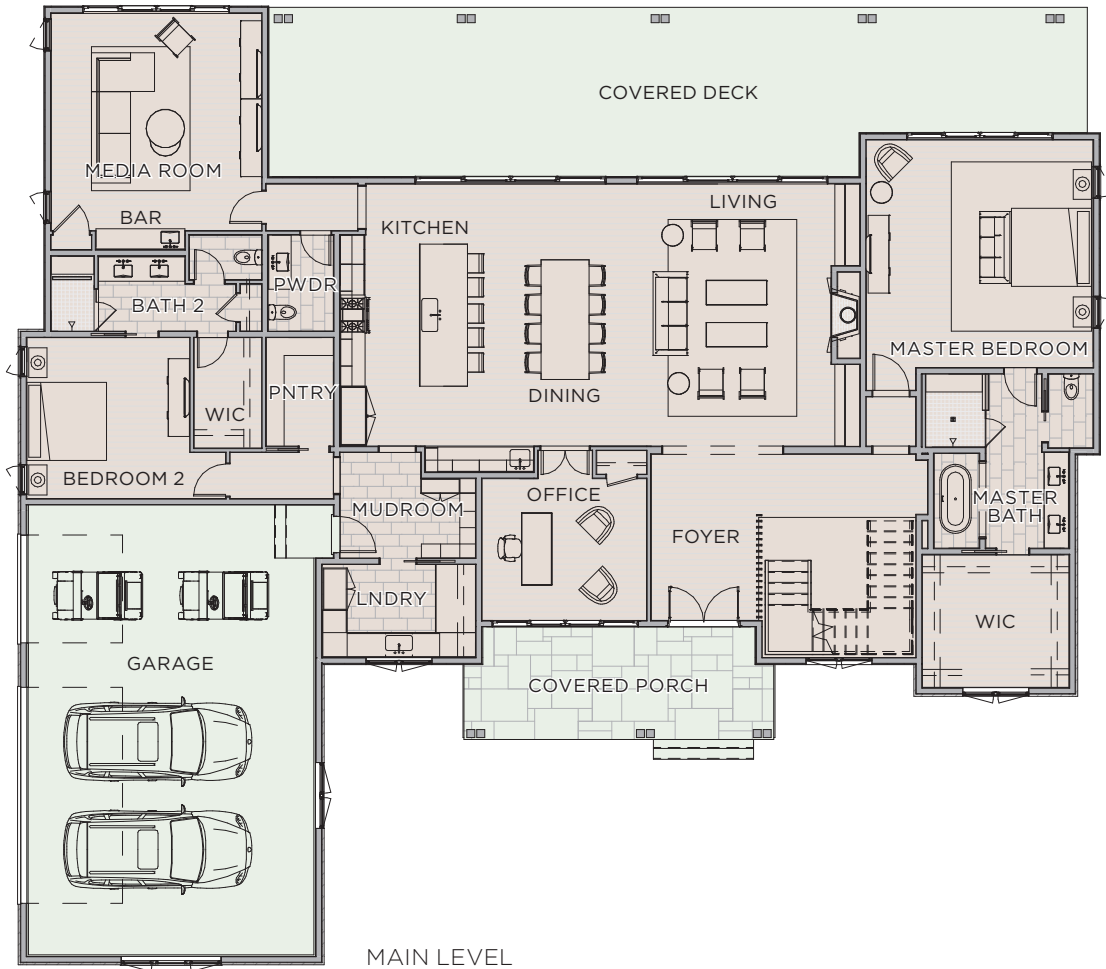 COVERED DECK
MEDIA ROOM
BAR
LIVING
KITCHEN
PWDR
BATH 2
MASTER BEDROOM
PNTRY
DINING
WIC
BEDROOM 2
OFFICE
MASTER
BATH
MUDROOM
FOYER
LNDRY
WIC
GARAGE
COVERED PORCH
MAIN LEVEL